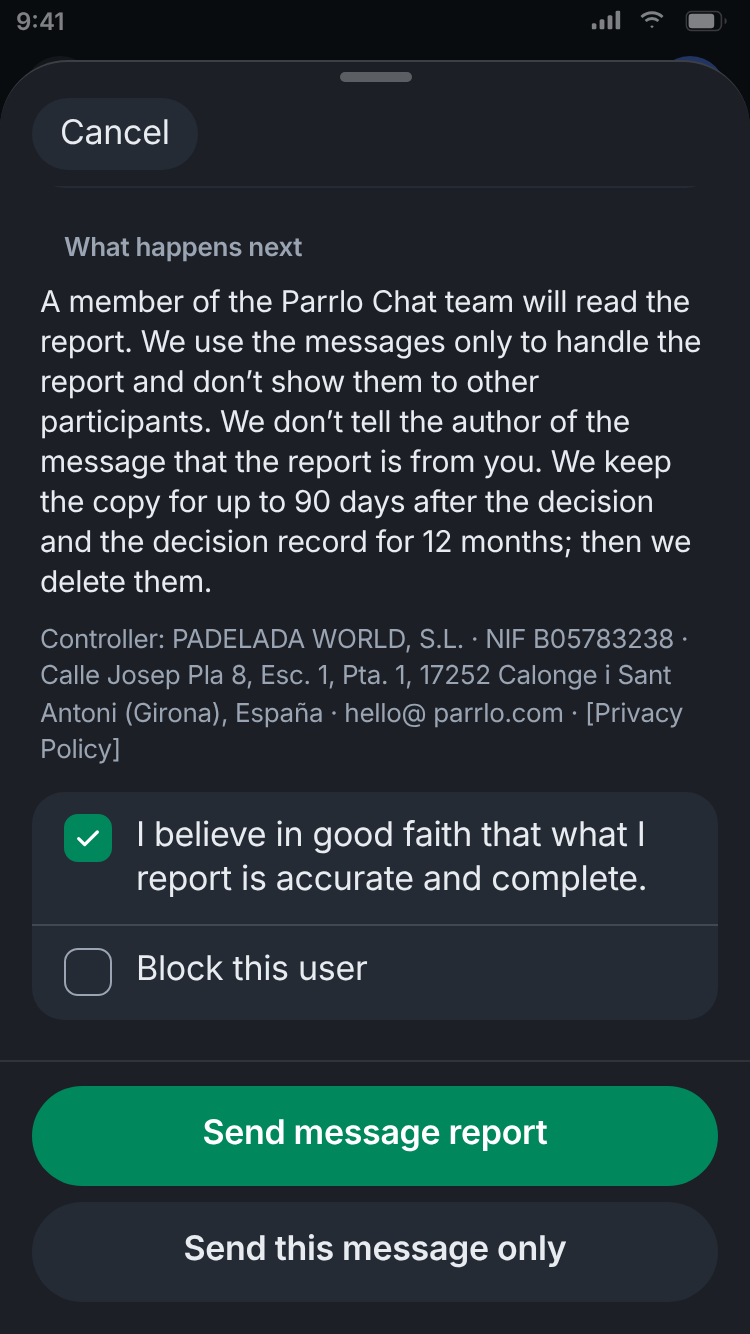 9:41
Cancel
What happens next
A member of the Parrlo Chat team will read the
report. We use the messages only to handle the
report and don’t show them to other
participants. We don’t tell the author of the
message that the report is from you. We keep
the copy for up to 90 days after the decision
and the decision record for 12 months; then we
delete them.
Controller: PADELADA WORLD, S.L. · NIF B05783238 ·
Calle Josep Pla 8, Esc. 1, Pta. 1, 17252 Calonge i Sant
Antoni (Girona), España · hello@ parrlo.com · [Privacy
Policy]
I believe in good faith that what I
report is accurate and complete.
Block this user
Send message report
Send this message only